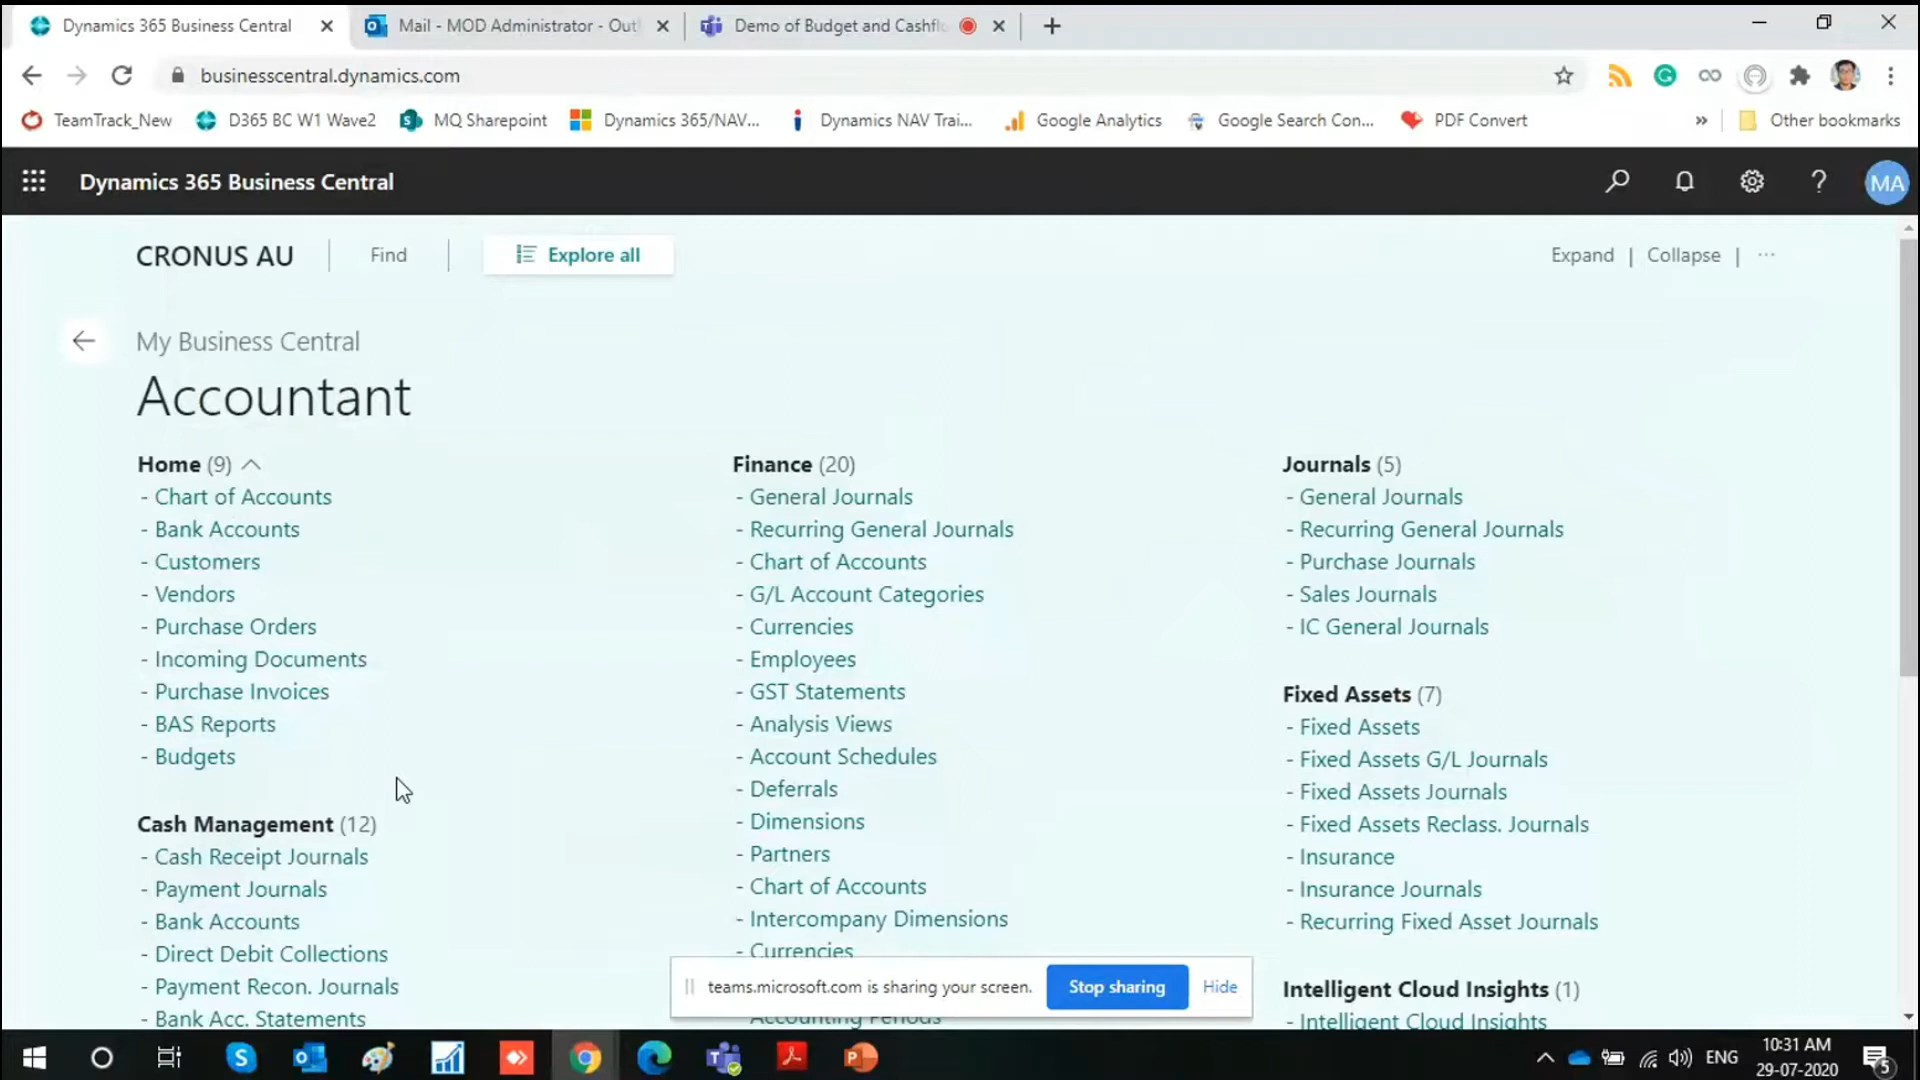 Dynamics 365 Business Central
Mail - MOD Administrator - Outl
Demo of Budget and Cashfl
businesscentral.dynamics.com
TeamTrack_New
D365 BC W1 Wave2
MQ Sharepoint
Dynamics 365/NAV...
Dynamics NAV Trai...
Google Analytics
Google Search Con...
PDF Convert
»
Other bookmarks
Dynamics 365 Business Central
MA
CRONUS AU
Find
Explore all
Expand | Collapse | ...
My Business Central
Accountant
Home (9)
- Chart of Accounts
- Bank Accounts
- Customers
- Vendors
- Purchase Orders
- Incoming Documents
- Purchase Invoices
- BAS Reports
- Budgets
Cash Management (12)
- Cash Receipt Journals
- Payment Journals
- Bank Accounts
- Direct Debit Collections
- Payment Recon. Journals
- Bank Acc. Statements
Finance (20)
- General Journals
- Recurring General Journals
- Chart of Accounts
- G/L Account Categories
- Currencies
- Employees
- GST Statements
- Analysis Views
- Account Schedules
- Deferrals
- Dimensions
- Partners
- Chart of Accounts
- Intercompany Dimensions
- Currencies
Accounting Periods
Journals (5)
- General Journals
- Recurring General Journals
- Purchase Journals
- Sales Journals
- IC General Journals
Fixed Assets (7)
- Fixed Assets
- Fixed Assets G/L Journals
- Fixed Assets Journals
- Fixed Assets Reclass. Journals
- Insurance
- Insurance Journals
- Recurring Fixed Asset Journals
Intelligent Cloud Insights (1)
- Intelligent Cloud Insights
teams.microsoft.com is sharing your screen.
Stop sharing
Hide
ENG
10:31 AM
29-07-2020
5